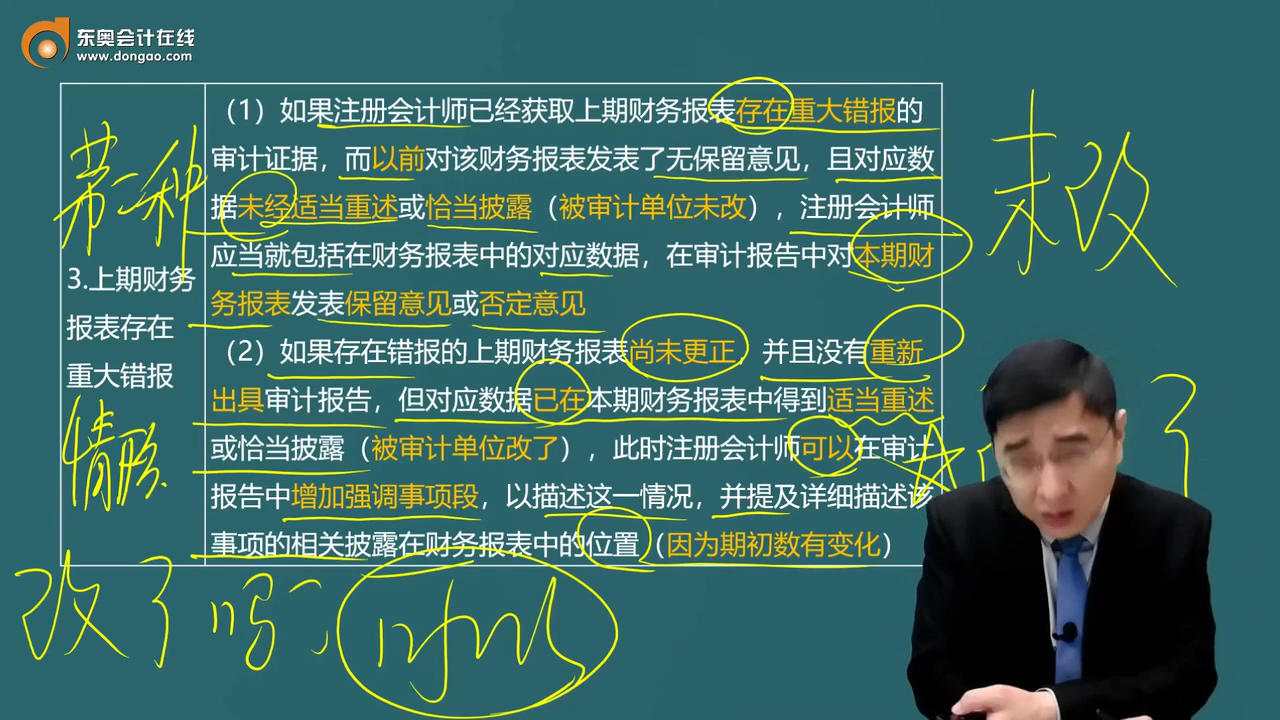 东奥会计在线
www.dongao.com
（1）如果注册会计师已经获取上期财务报表存在重大错报的
审计证据，而以前对该财务报表发表了无保留意见，且对应数
据未经适当重述或恰当披露（被审计单位未改），注册会计师
应当就包括在财务报表中的对应数据，在审计报告中对本期财
务报表发表保留意见或否定意见
（2）如果存在错报的上期财务报表尚未更正，并且没有重新
出具审计报告，但对应数据已在本期财务报表中得到适当重述
或恰当披露（被审计单位改了），此时注册会计师可以在审计
报告中增加强调事项段，以描述这一情况，并提及详细描述该
事项的相关披露在财务报表中的位置（因为期初数有变化）
3.上期财务
报表存在
重大错报
第一种
情形
未改
了
改了吗